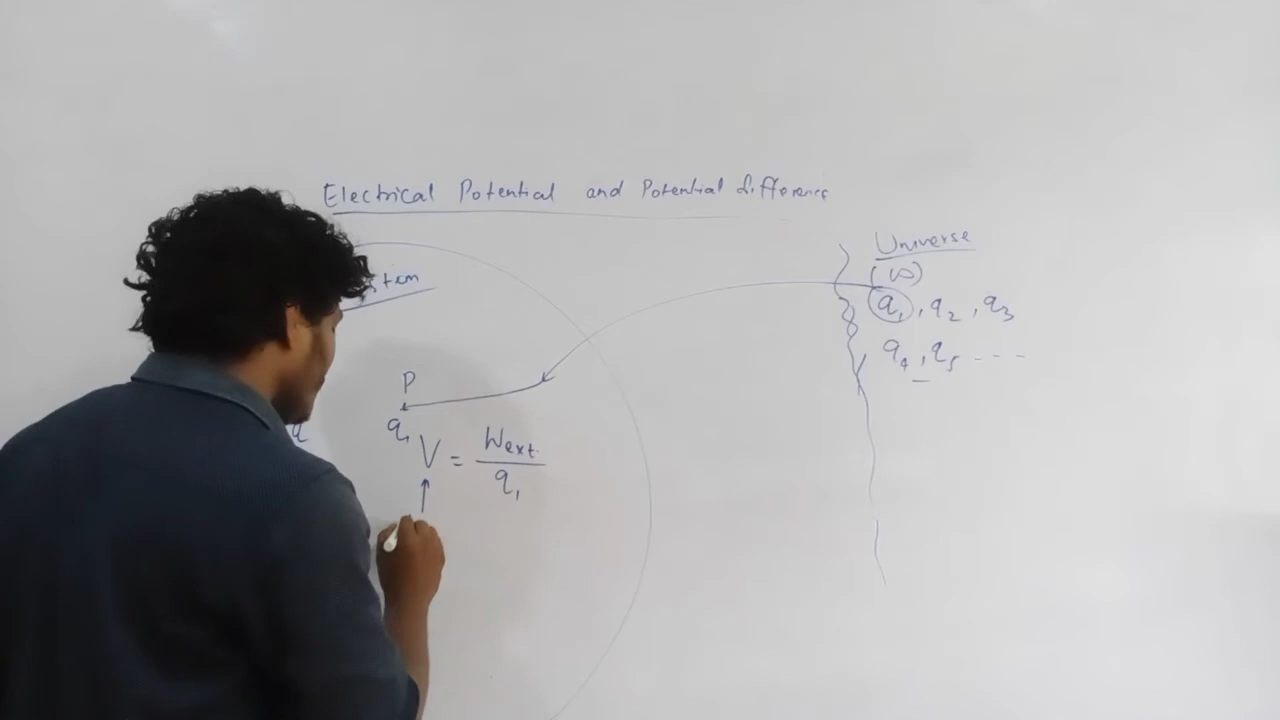 Electrical Potential and Potential difference
Universe
(∞)
q₁, q₂, q₃
q₄, q₅ - - -
P
q₁
V = Wext. / q₁
q